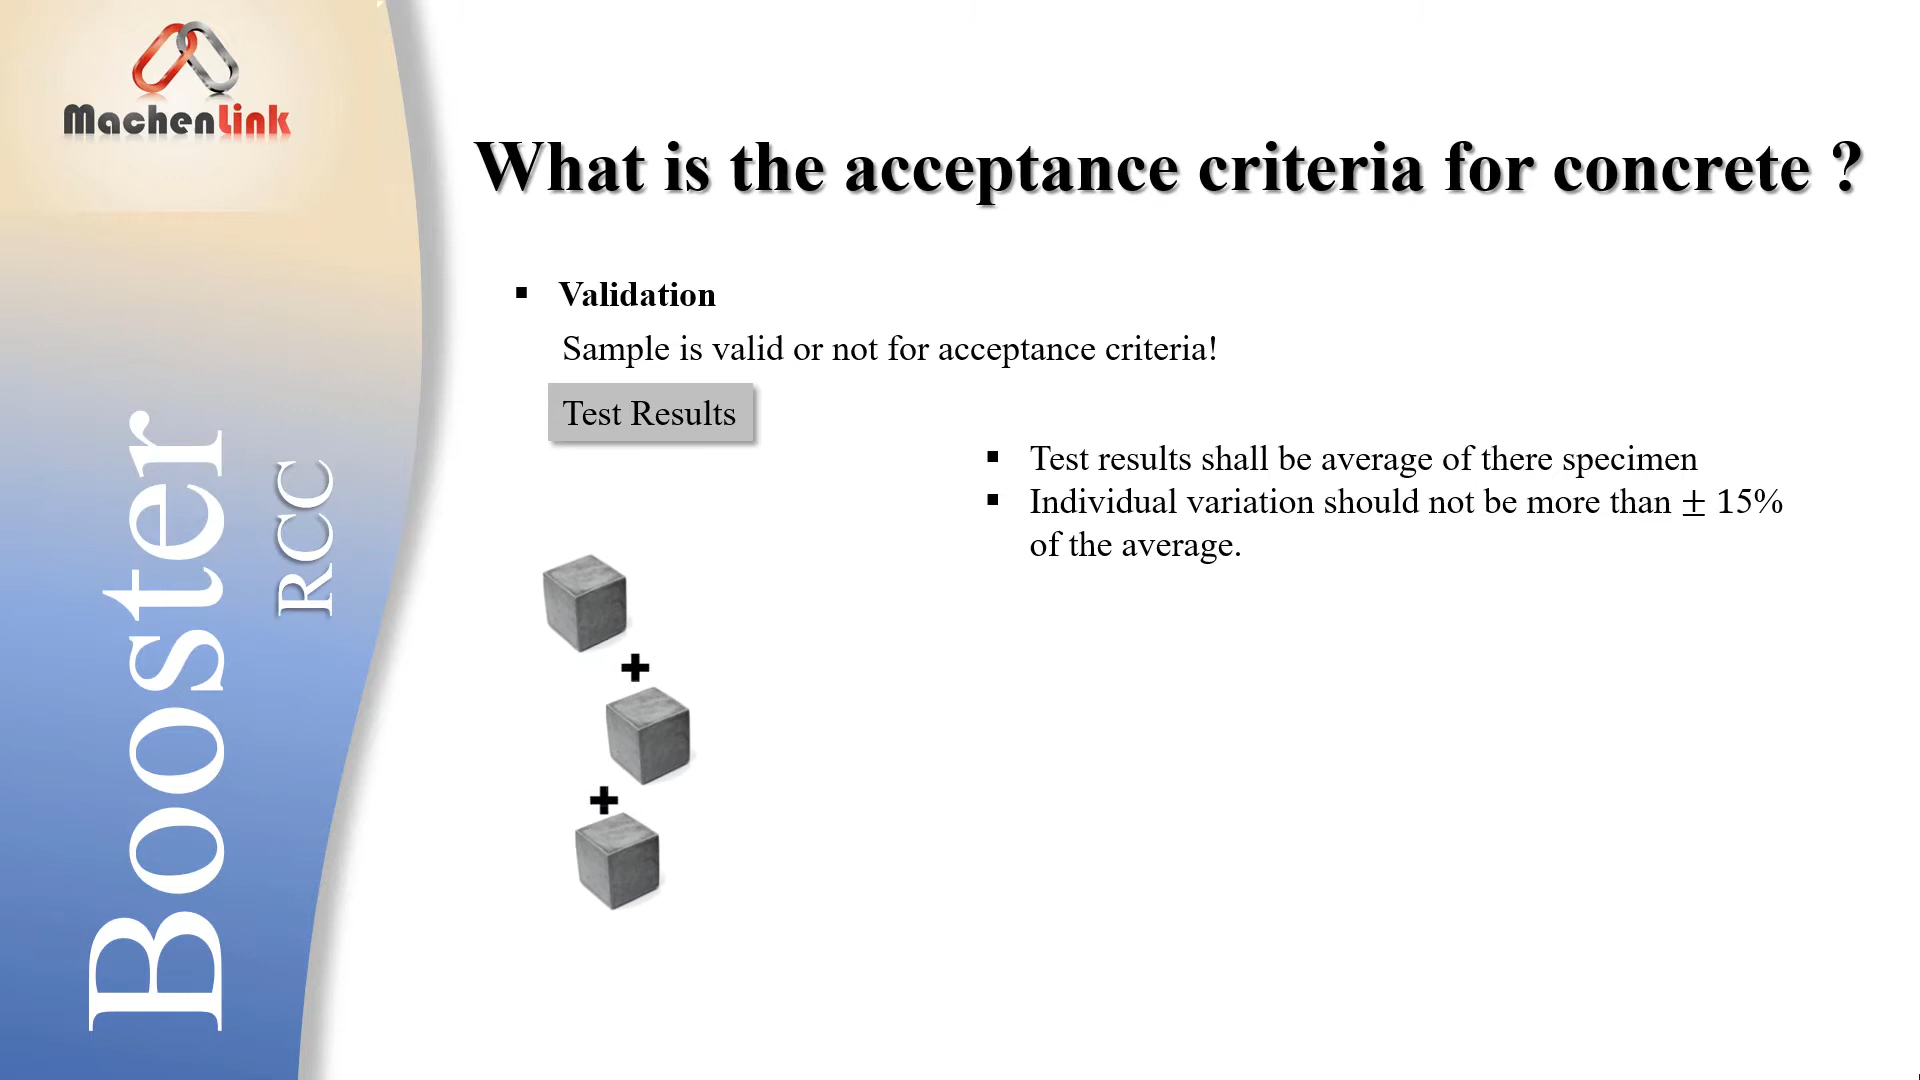 MachenLink
What is the acceptance criteria for concrete ?
▪ Validation
Sample is valid or not for acceptance criteria!
Test Results
▪ Test results shall be average of there specimen
▪ Individual variation should not be more than ± 15%
of the average.
+
+
Booster
RCC